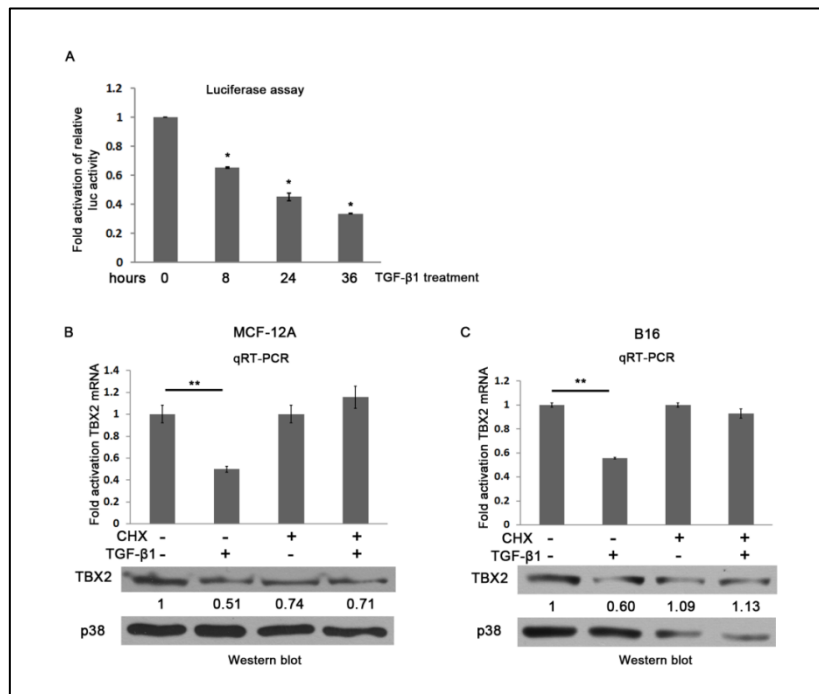 A
Luciferase assay
Fold activation of relative
luc activity
1.2
1
0.8
0.6
0.4
0.2
0
*
*
*
hours 0 8 24 36 TGF-β1 treatment
B MCF-12A
qRT-PCR
Fold activation TBX2 mRNA
1.4
1.2
1
0.8
0.6
0.4
0.2
0
**
CHX - - + +
TGF-β1 - + - +
TBX2
1 0.51 0.74 0.71
p38
Western blot
C B16
qRT-PCR
Fold activation TBX2 mRNA
1.2
1
0.8
0.6
0.4
0.2
0
**
CHX - - + +
TGF-β1 - + - +
TBX2
1 0.60 1.09 1.13
p38
Western blot